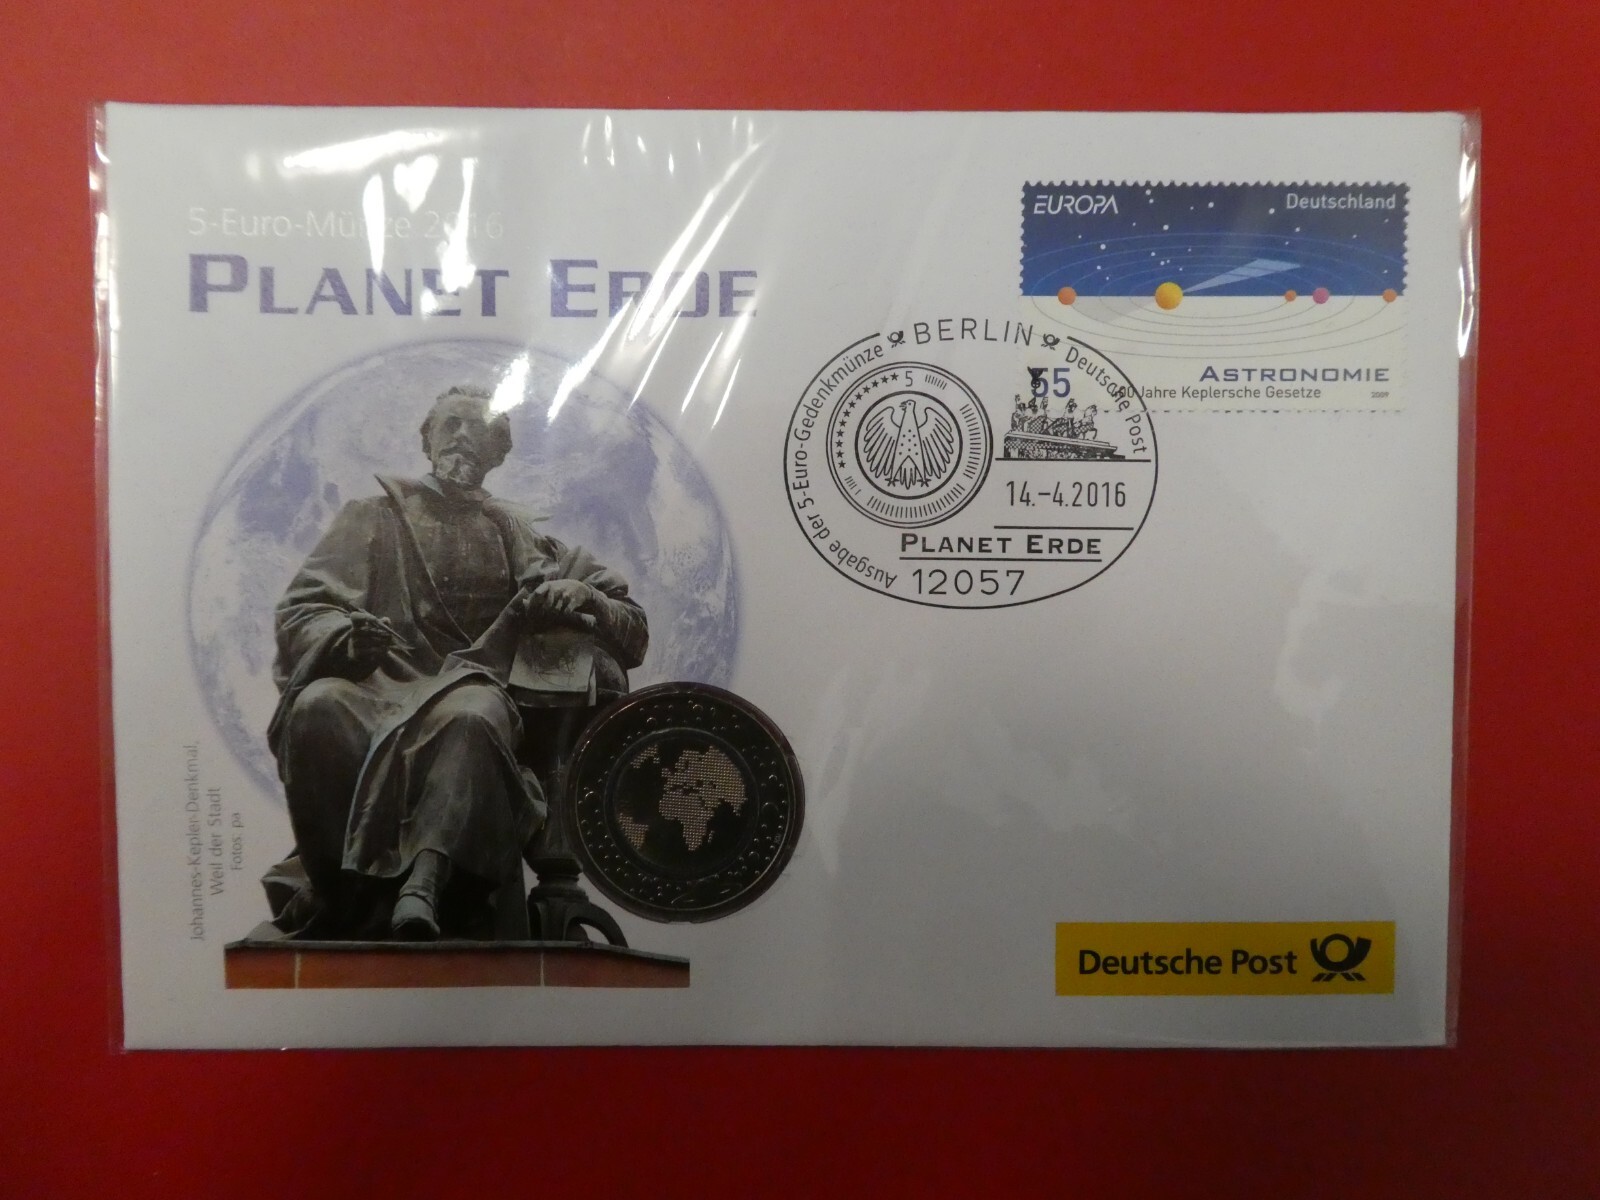 5-Euro-Münze 2016
PLANET ERDE
EUROPA
Deutschland
ASTRONOMIE
Jahre Keplersche Gesetze
2009
55
Ausgabe der 5-Euro-Gedenkmünze BERLIN Deutsche Post
5
14.-4.2016
PLANET ERDE
12057
Johannes-Kepler-Denkmal,
Weil der Stadt
Fotos: pa
Deutsche Post